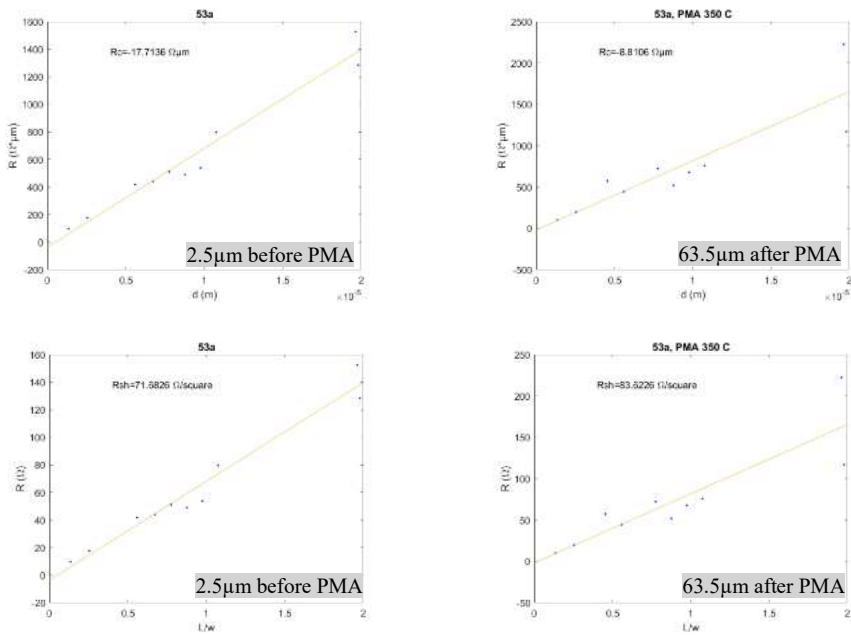 53a
Rc=-17.7136 Ωµm
R (Ω*µm)
1600
1400
1200
1000
800
600
400
200
0
-200
0
0.5
1
1.5
2
d (m)
×10⁻⁵
2.5µm before PMA
53a, PMA 350 C
Rc=-8.8106 Ωµm
R (Ω*µm)
2500
2000
1500
1000
500
0
-500
0
0.5
1
1.5
2
d (m)
×10⁻⁵
63.5µm after PMA
53a
Rsh=71.6826 Ω/square
R (Ω)
160
140
120
100
80
60
40
20
0
-20
0
0.5
1
1.5
2
L/w
2.5µm before PMA
53a, PMA 350 C
Rsh=83.6226 Ω/square
R (Ω)
250
200
150
100
50
0
-50
0
0.5
1
1.5
2
L/w
63.5µm after PMA